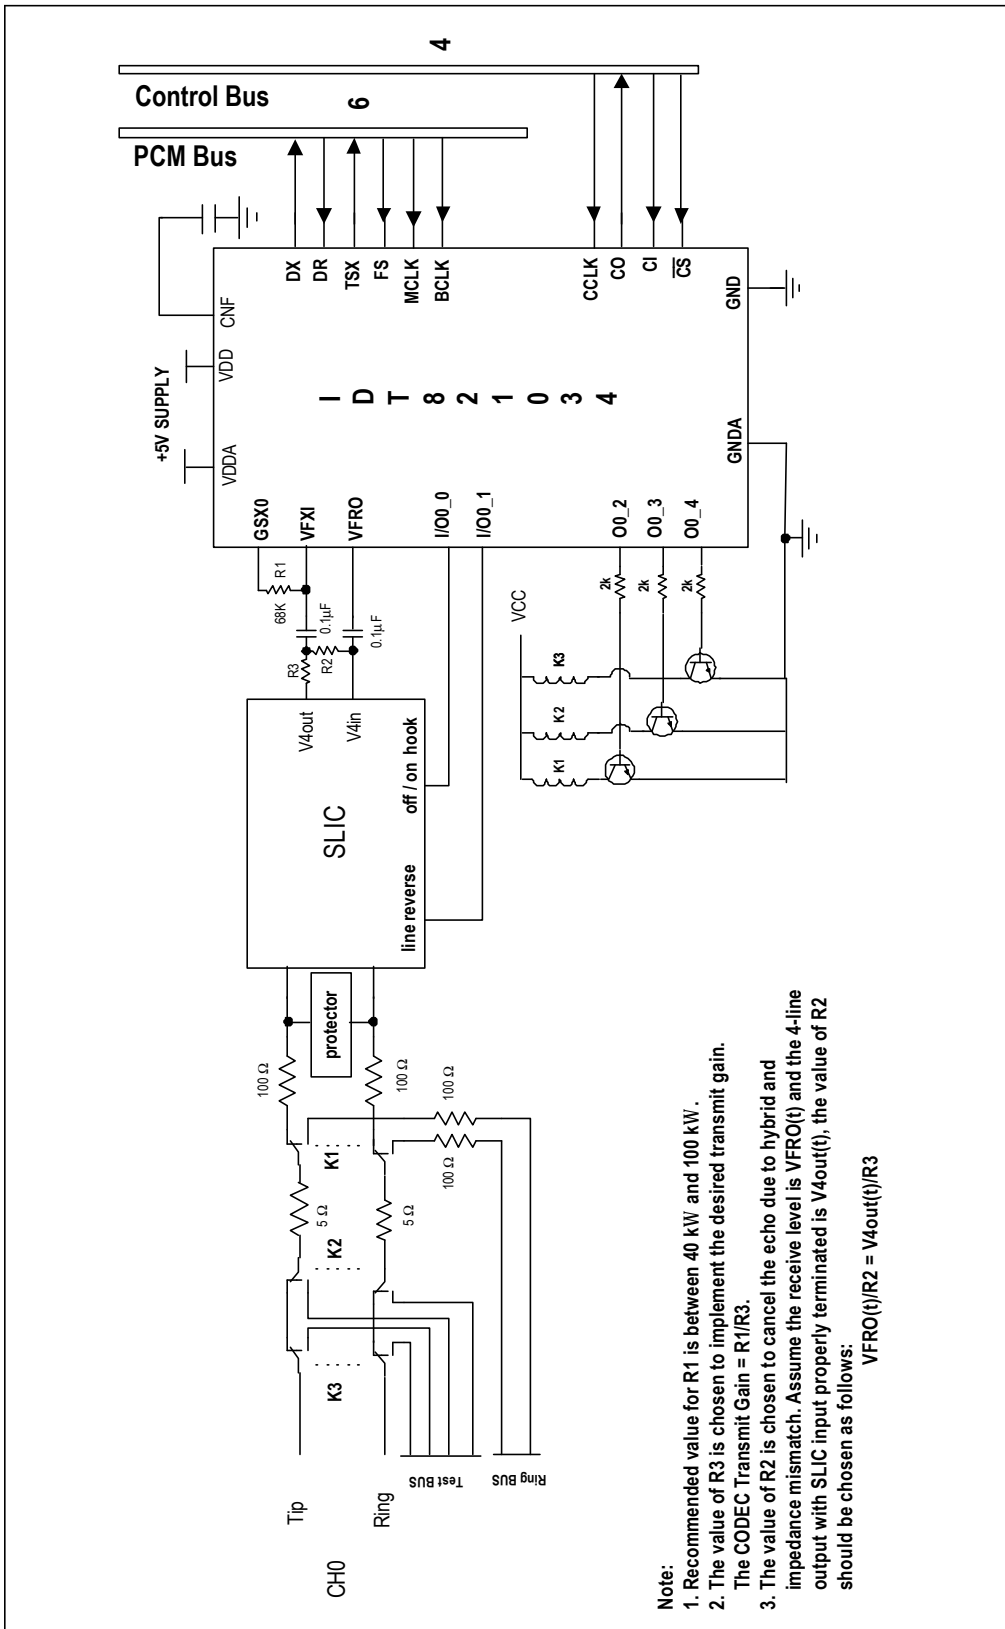 4
Control Bus
6
PCM Bus
DX
DR
TSX
FS
MCLK
BCLK
CCLK
CO
CI
CS
CNF
VDD
VDDA
+5V SUPPLY
I D T 8 2 1 0 3 4
GND
GNDA
GSX0
VFXI
VFRO
I/O0_0
I/O0_1
O0_2
O0_3
O0_4
R1
68K
0.1µF
0.1µF
R3
R2
2k
2k
2k
VCC
K3
K2
K1
V4out
V4in
SLIC
off / on hook
line reverse
protector
100 Ω
100 Ω
100 Ω
100 Ω
K1
5 Ω
5 Ω
K2
K3
Test BUS
Ring BUS
Tip
Ring
CH0
Note:
1. Recommended value for R1 is between 40 kW and 100 kW .
2. The value of R3 is chosen to implement the desired transmit gain.
The CODEC Transmit Gain = R1/R3.
3. The value of R2 is chosen to cancel the echo due to hybrid and
impedance mismatch. Assume the receive level is VFRO(t) and the 4-line
output with SLIC input properly terminated is V4out(t), the value of R2
should be chosen as follows:
VFRO(t)/R2 = V4out(t)/R3